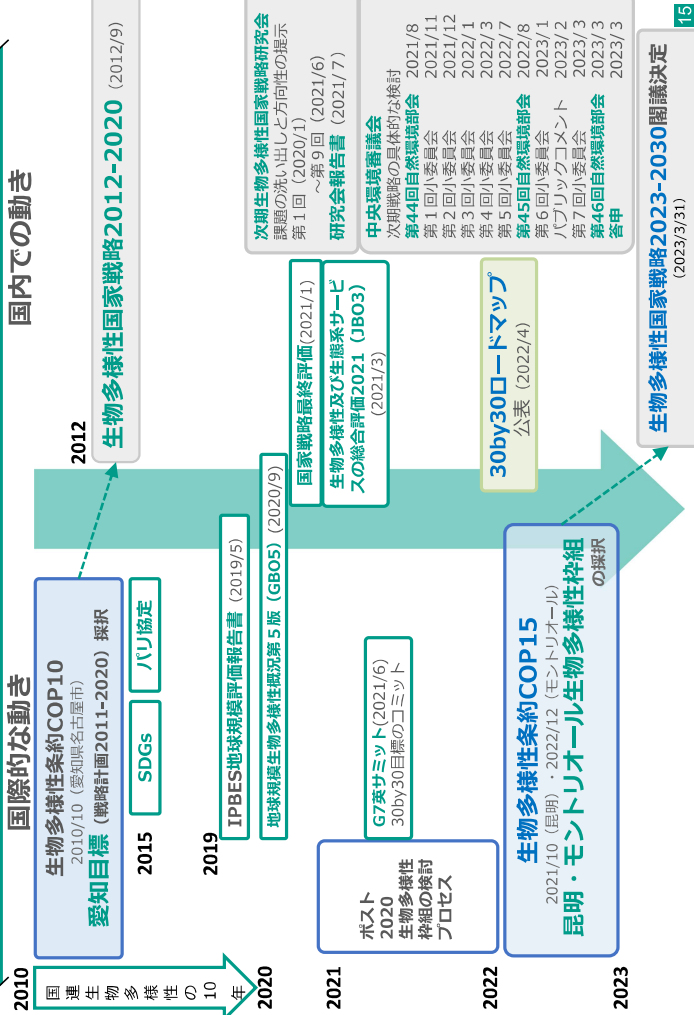 国際的な動き
国内での動き
2010
国連生物多様性の10年
生物多様性条約COP10
2010/10（愛知県名古屋市）
愛知目標（戦略計画2011-2020）採択
2012
生物多様性国家戦略2012-2020（2012/9）
2015
SDGs
パリ協定
2019
IPBES地球規模評価報告書（2019/5）
2020
地球規模生物多様性概況第５版（GBO5）（2020/9）
次期生物多様性国家戦略研究会
課題の洗い出しと方向性の提示
第１回（2020/1）
～第９回（2021/6）
研究会報告書（2021/７）
国家戦略最終評価(2021/1)
生物多様性及び生態系サービ
スの総合評価2021（JBO3）
（2021/3）
2021
ポスト
2020
生物多様性
枠組の検討
プロセス
G7英サミット(2021/6)
30by30目標のコミット
中央環境審議会
次期戦略の具体的な検討
第44回自然環境部会 2021/8
第１回小委員会 2021/11
第２回小委員会 2021/12
第３回小委員会 2022/1
第４回小委員会 2022/3
第５回小委員会 2022/7
第45回自然環境部会 2022/8
第６回小委員会 2023/1
パブリックコメント 2023/2
第７回小委員会 2023/3
第46回自然環境部会 2023/3
答申 2023/3
2022
30by30ロードマップ
公表（2022/4）
生物多様性条約COP15
2021/10（昆明）・2022/12（モントリオール）
昆明・モントリオール生物多様性枠組
の採択
2023
生物多様性国家戦略2023-2030閣議決定
（2023/3/31）
15